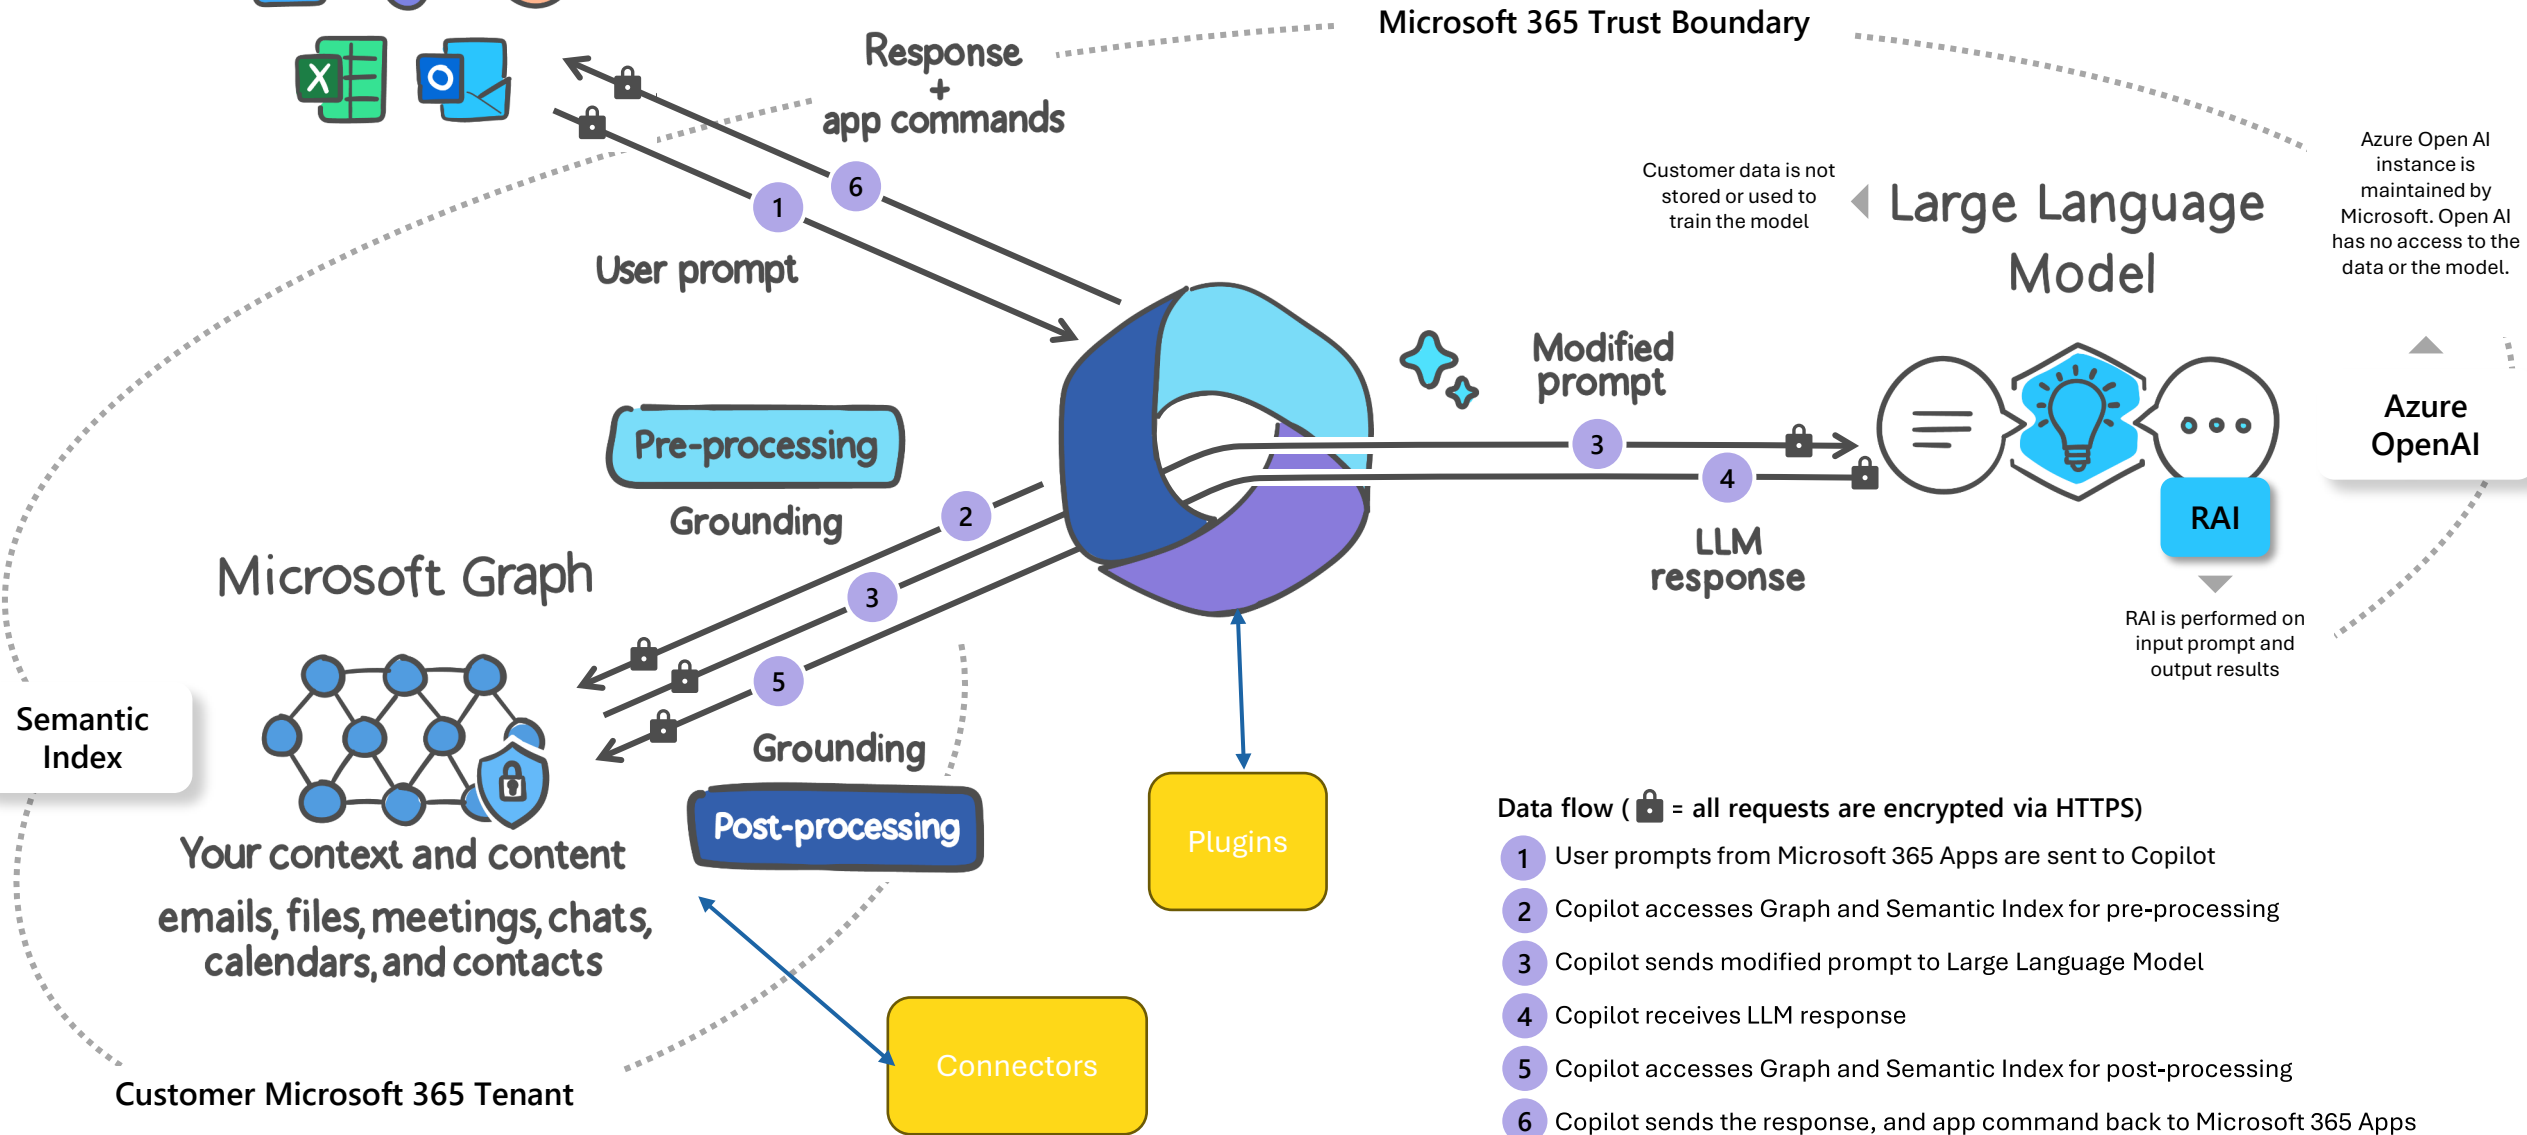 Microsoft 365 Trust Boundary
Response
+
app commands
X
O
6
1
User prompt
Customer data is not
stored or used to
train the model
Large Language
Model
Azure Open AI
instance is
maintained by
Microsoft. Open AI
has no access to the
data or the model.
Modified
prompt
3
4
LLM
response
Azure
OpenAI
RAI
RAI is performed on
input prompt and
output results
Pre-processing
Grounding
2
3
5
Microsoft Graph
Semantic
Index
Grounding
Post-processing
Your context and content
emails, files, meetings, chats,
calendars, and contacts
Customer Microsoft 365 Tenant
Plugins
Connectors
Data flow ( = all requests are encrypted via HTTPS)
1 User prompts from Microsoft 365 Apps are sent to Copilot
2 Copilot accesses Graph and Semantic Index for pre-processing
3 Copilot sends modified prompt to Large Language Model
4 Copilot receives LLM response
5 Copilot accesses Graph and Semantic Index for post-processing
6 Copilot sends the response, and app command back to Microsoft 365 Apps